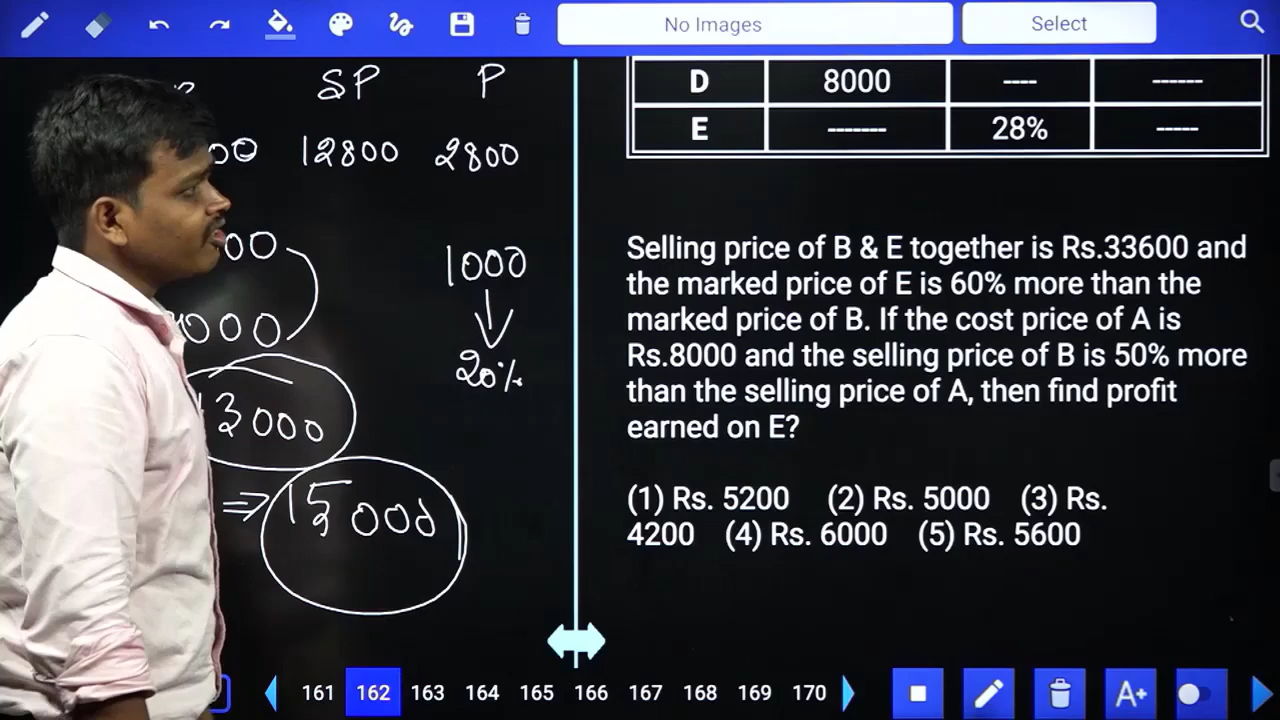 No Images
Select
SP P
12800 2800
1000
20%
13000
⇒ 15000
D 8000 ---- ------
E ------- 28% -----
Selling price of B & E together is Rs.33600 and
the marked price of E is 60% more than the
marked price of B. If the cost price of A is
Rs.8000 and the selling price of B is 50% more
than the selling price of A, then find profit
earned on E?
(1) Rs. 5200 (2) Rs. 5000 (3) Rs.
4200 (4) Rs. 6000 (5) Rs. 5600
161 162 163 164 165 166 167 168 169 170
A+